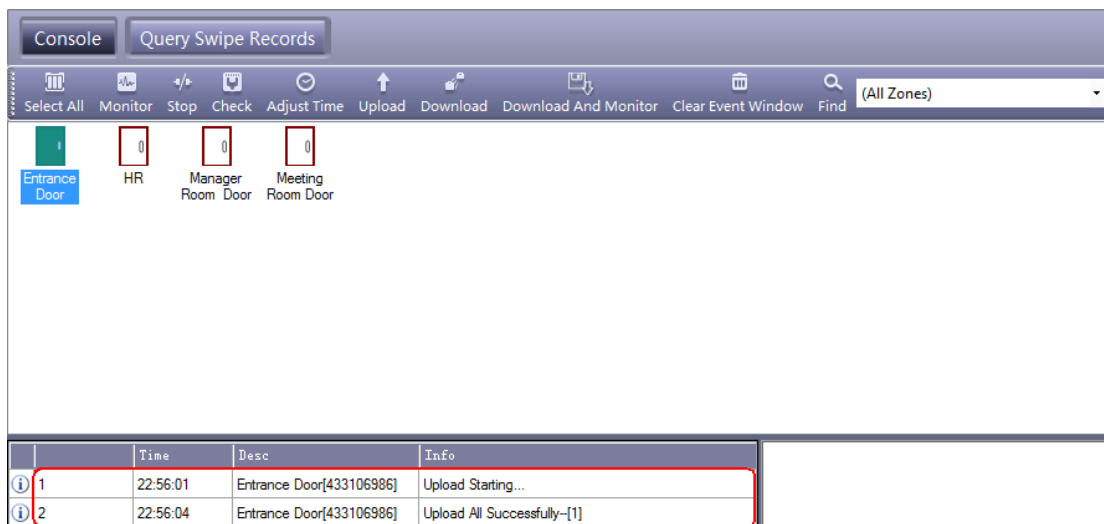 Console Query Swipe Records
Select All Monitor Stop Check Adjust Time Upload Download Download And Monitor Clear Event Window Find (All Zones)
Entrance Door
HR
Manager Room Door
Meeting Room Door
Time Desc Info
1 22:56:01 Entrance Door[433106986] Upload Starting...
2 22:56:04 Entrance Door[433106986] Upload All Successfully--[1]